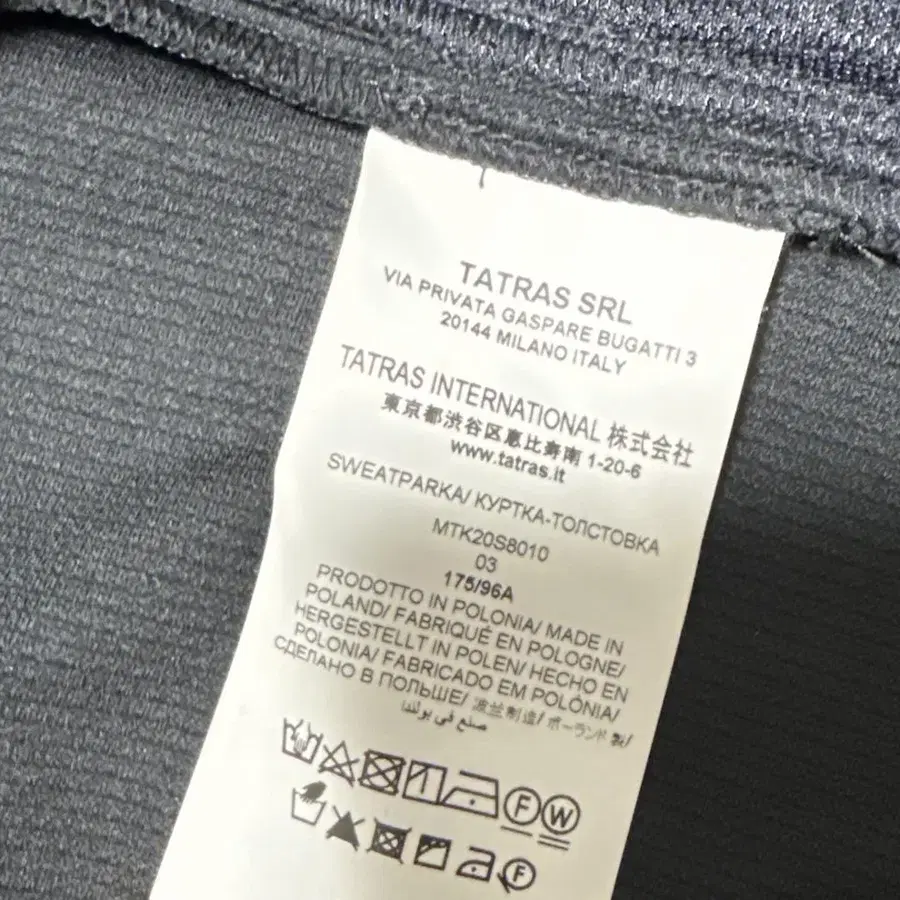 TATRAS SRL
VIA PRIVATA GASPARE BUGATTI 3
20144 MILANO ITALY
TATRAS INTERNATIONAL 株式会社
東京都渋谷区恵比寿南 1-20-6
www.tatras.it
SWEATPARKA/ КУРТКА-ТОЛСТОВКА
MTK20S8010
03
175/96A
PRODOTTO IN POLONIA/ MADE IN
POLAND/ FABRIQUÉ EN POLOGNE/
HERGESTELLT IN POLEN/ HECHO EN
POLONIA/ FABRICADO EM POLÔNIA/
СДЕЛАНО В ПОЛЬШЕ/ 波兰制造/ ポーランド製/
صنع في بولندا
F W
F